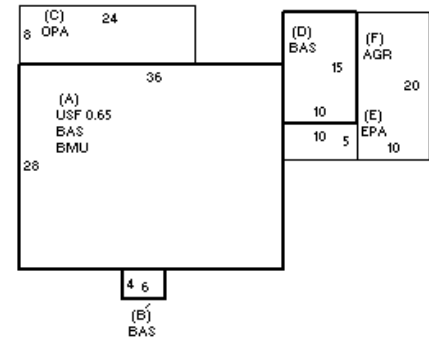 (C) 24
8 OPA
36
(A)
USF 0.65
BAS
BMU
28
(D)
BAS
15
10
(F)
AGR
20
10 5
(E)
EPA
10
4 6
(B)
BAS